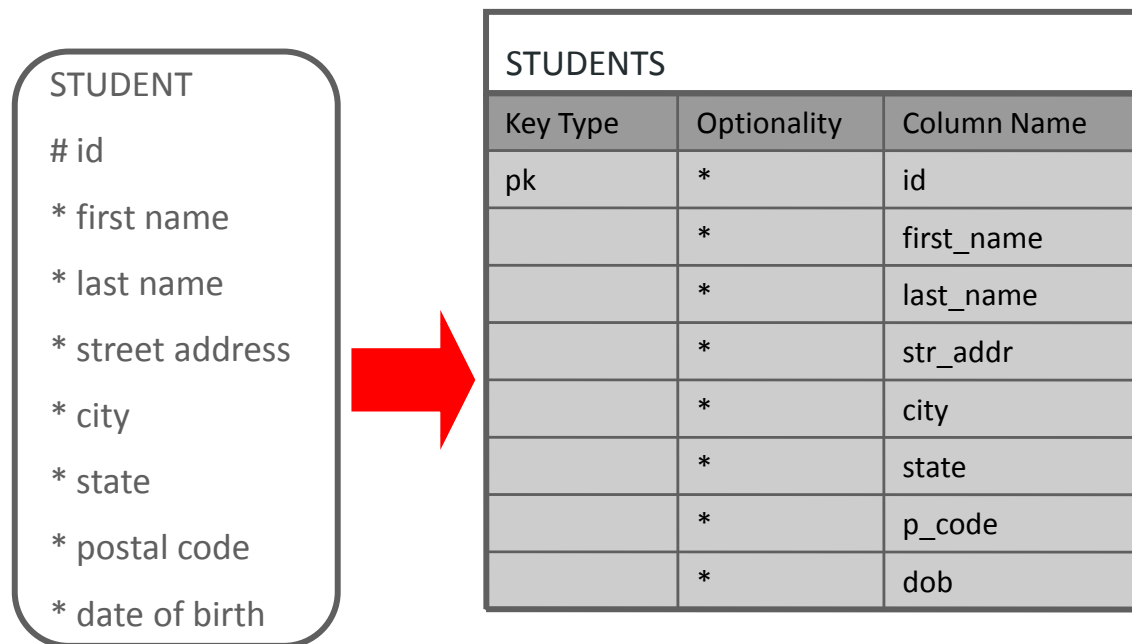 STUDENT
# id
* first name
* last name
* street address
* city
* state
* postal code
* date of birth
STUDENTS
Key Type Optionality Column Name
pk * id
* first_name
* last_name
* str_addr
* city
* state
* p_code
* dob